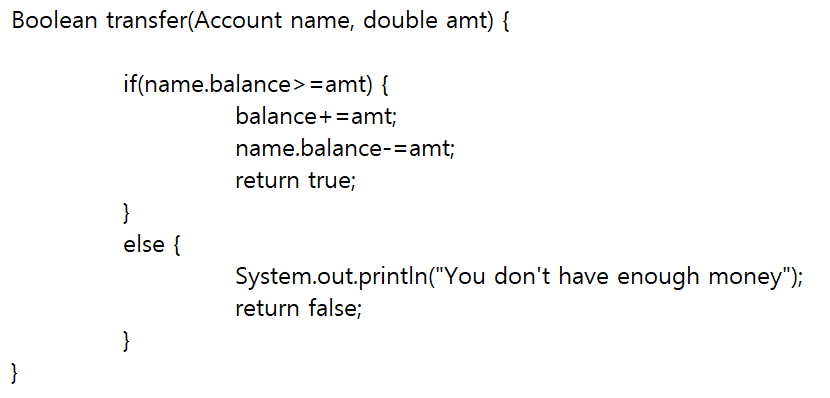 Boolean transfer(Account name, double amt) {
if(name.balance>=amt) {
balance+=amt;
name.balance-=amt;
return true;
}
else {
System.out.println("You don't have enough money");
return false;
}
}